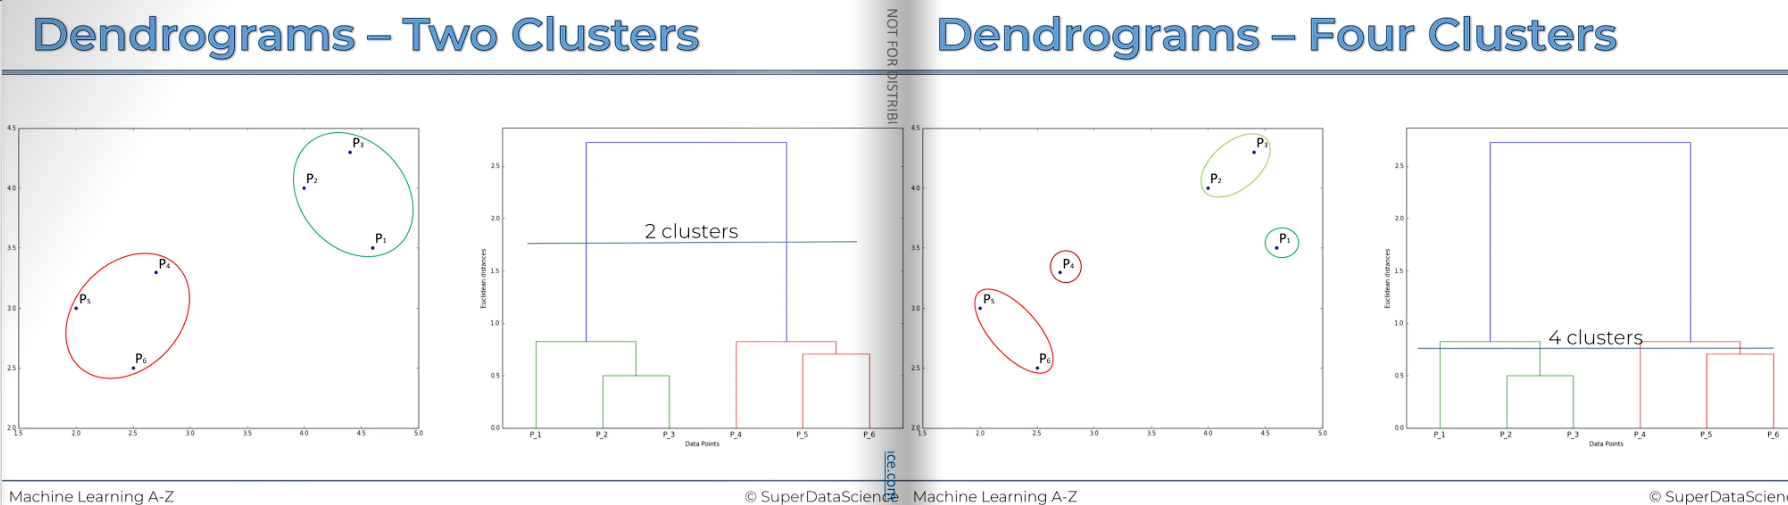 Dendrograms – Two Clusters
4.5
4.0
3.5
3.0
2.5
2.0
1.5 2.0 2.5 3.0 3.5 4.0 4.5 5.0
P3
P2
P1
P4
P5
P6
2.5
2.0
1.5
1.0
0.5
0.0
Euclidean distances
2 clusters
P_1 P_2 P_3 P_4 P_5 P_6
Data Points
Machine Learning A-Z
© SuperDataScience
NOT FOR DISTRIBU
ice.com
Dendrograms – Four Clusters
4.5
4.0
3.5
3.0
2.5
2.0
1.5 2.0 2.5 3.0 3.5 4.0 4.5 5.0
P3
P2
P1
P4
P5
P6
2.5
2.0
1.5
1.0
0.5
0.0
Euclidean distances
4 clusters
P_1 P_2 P_3 P_4 P_5 P_6
Data Points
Machine Learning A-Z
© SuperDataScien